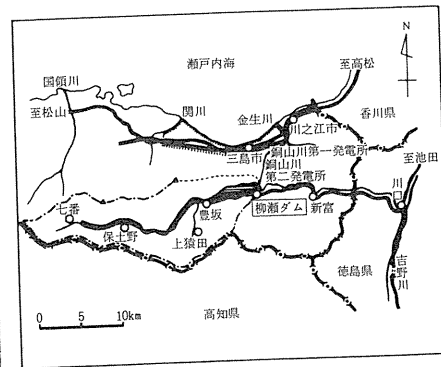 N
瀬戸内海
至高松
国領川
至松山
関川
金生川
香川県
川之江市
銅山川第一発電所
三島市
銅山川
第二発電所
至池田
川口
七番
豊坂
柳瀬ダム
新富
保土野
上猿田
徳島県
吉野川
高知県
0 5 10km